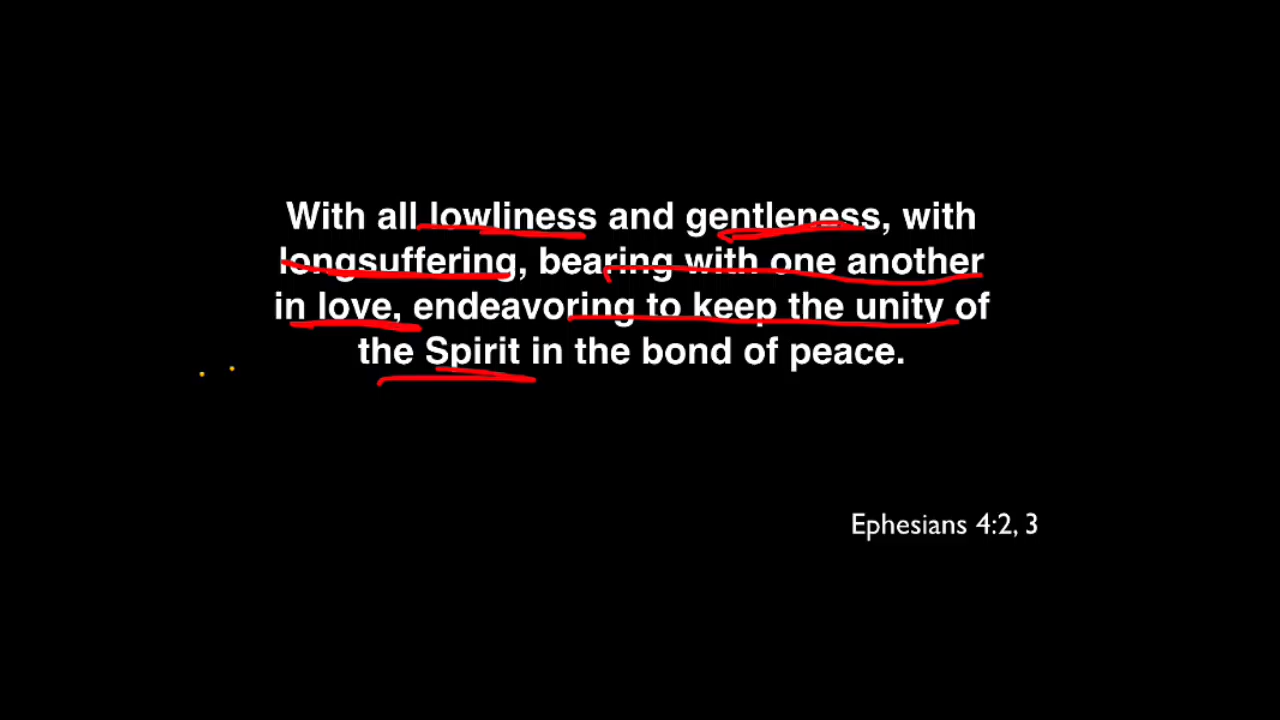 With all lowliness and gentleness, with
longsuffering, bearing with one another
in love, endeavoring to keep the unity of
the Spirit in the bond of peace.
Ephesians 4:2, 3